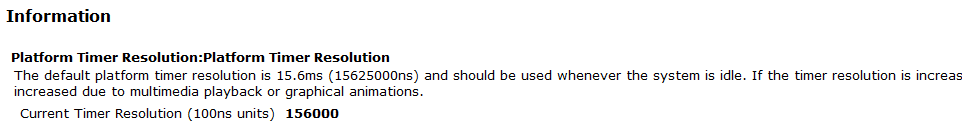 Information
Platform Timer Resolution:Platform Timer Resolution
The default platform timer resolution is 15.6ms (15625000ns) and should be used whenever the system is idle. If the timer resolution is
increased due to multimedia playback or graphical animations.
Current Timer Resolution (100ns units) 156000